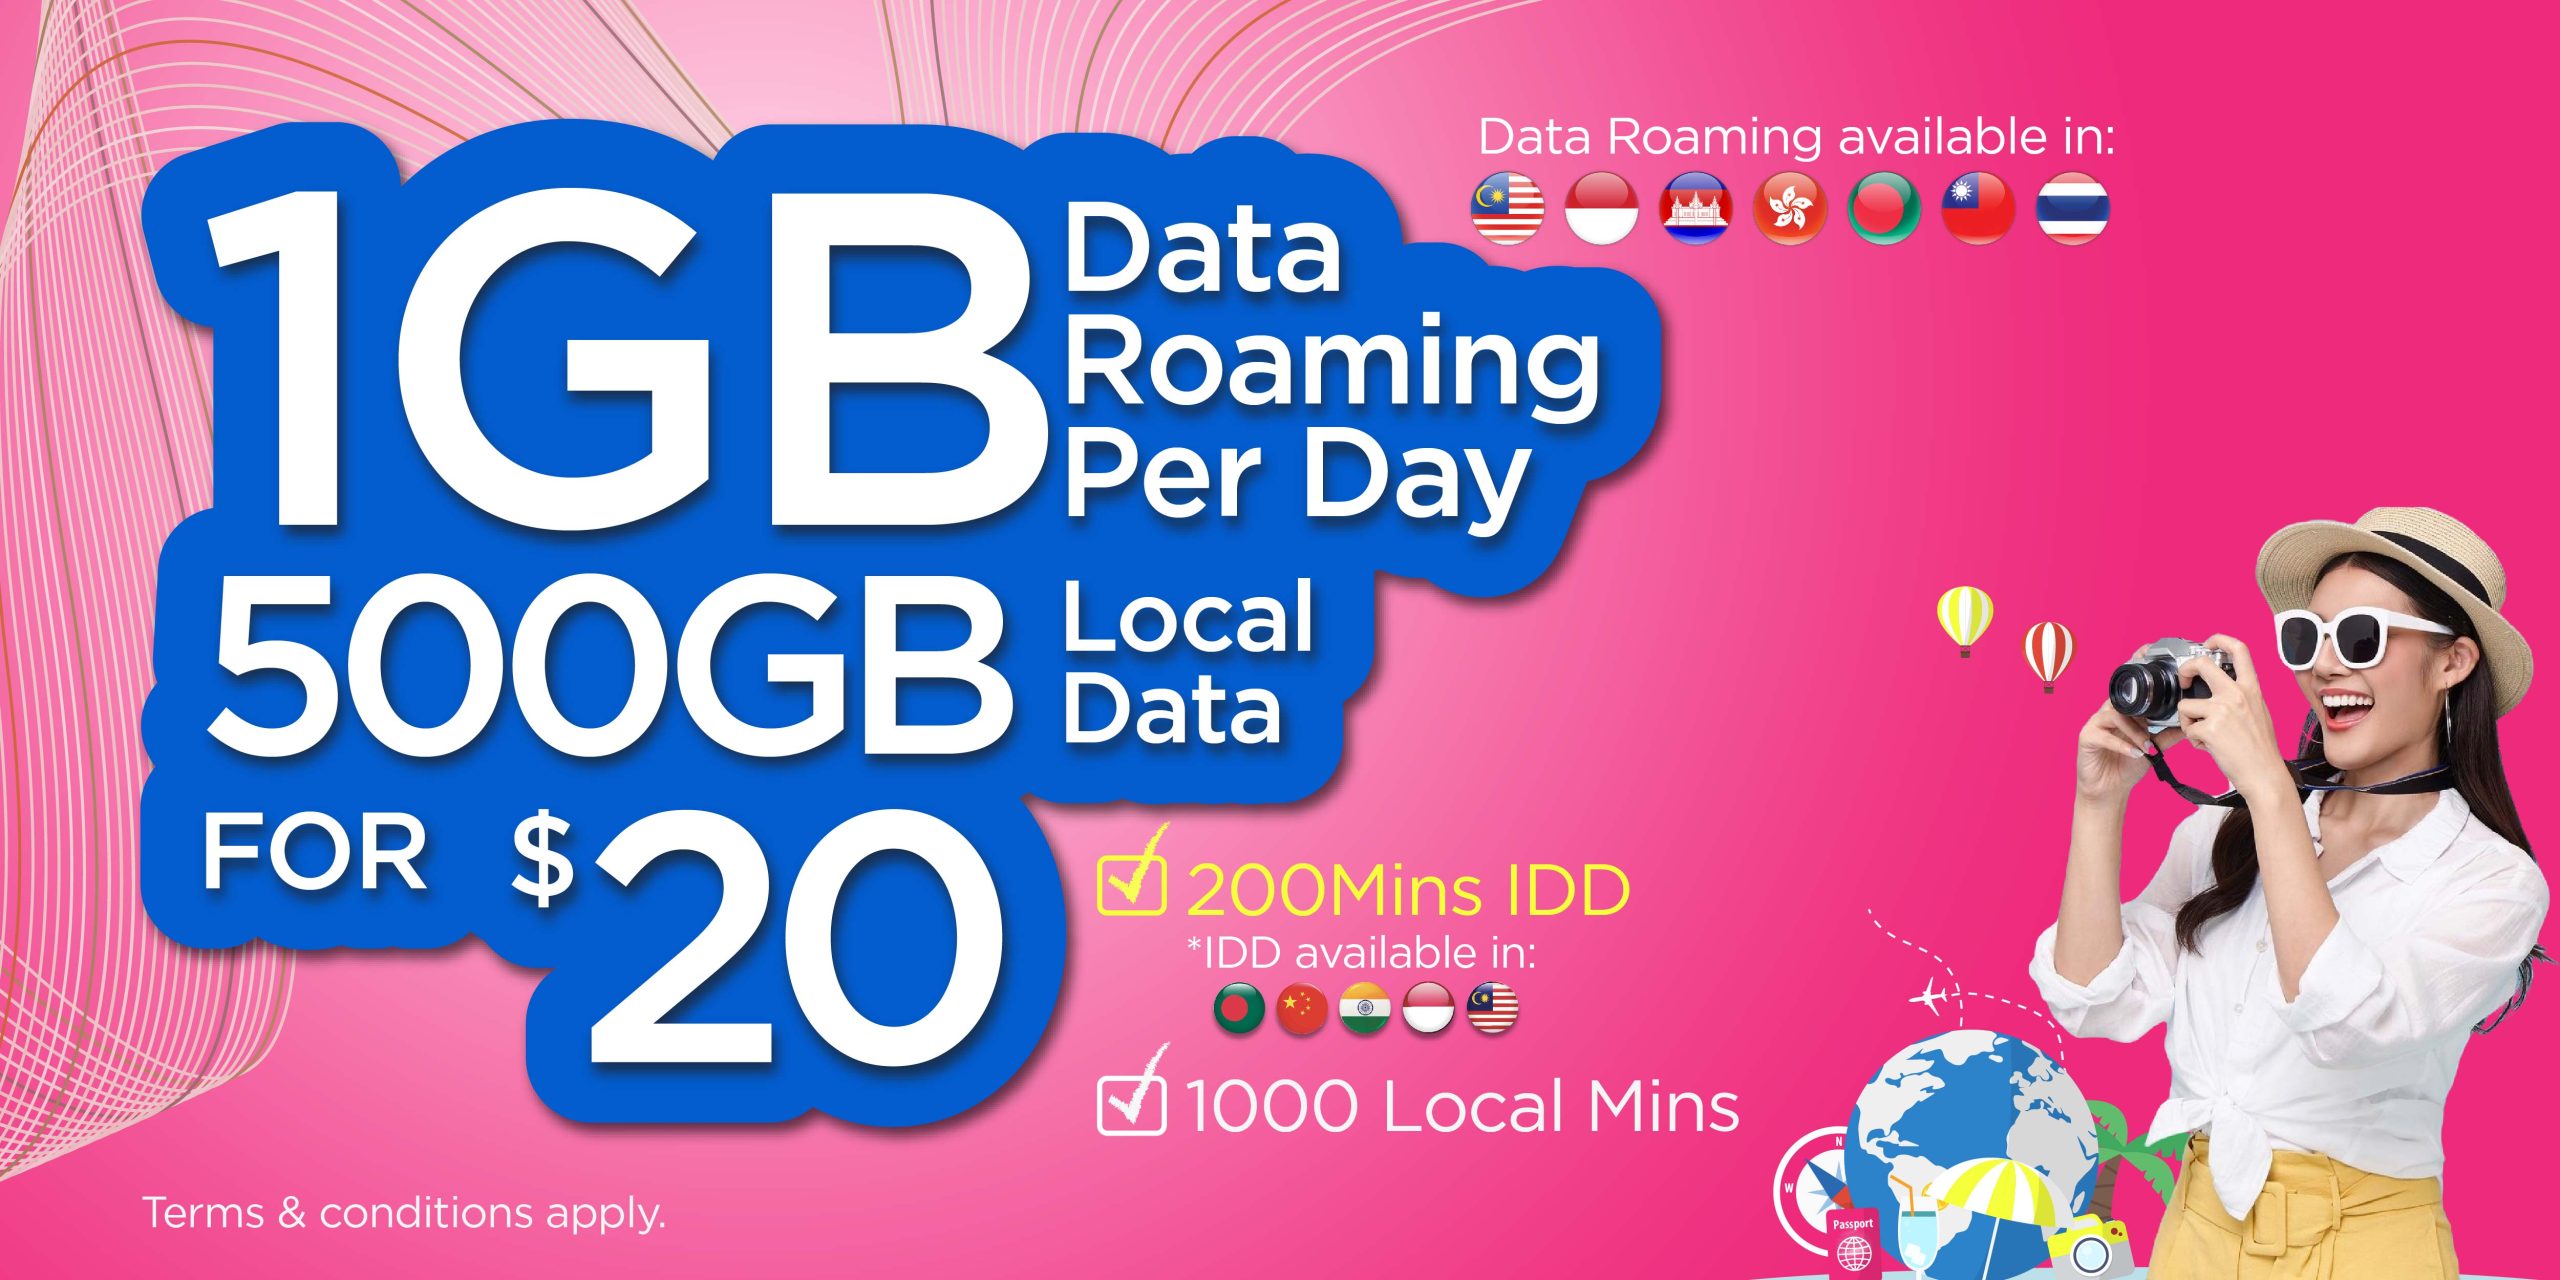 Data Roaming available in:
1GB Data
Roaming
Per Day
500GB Local
Data
FOR $20
200Mins IDD
*IDD available in:
1000 Local Mins
Terms & conditions apply.
N
W
Passport